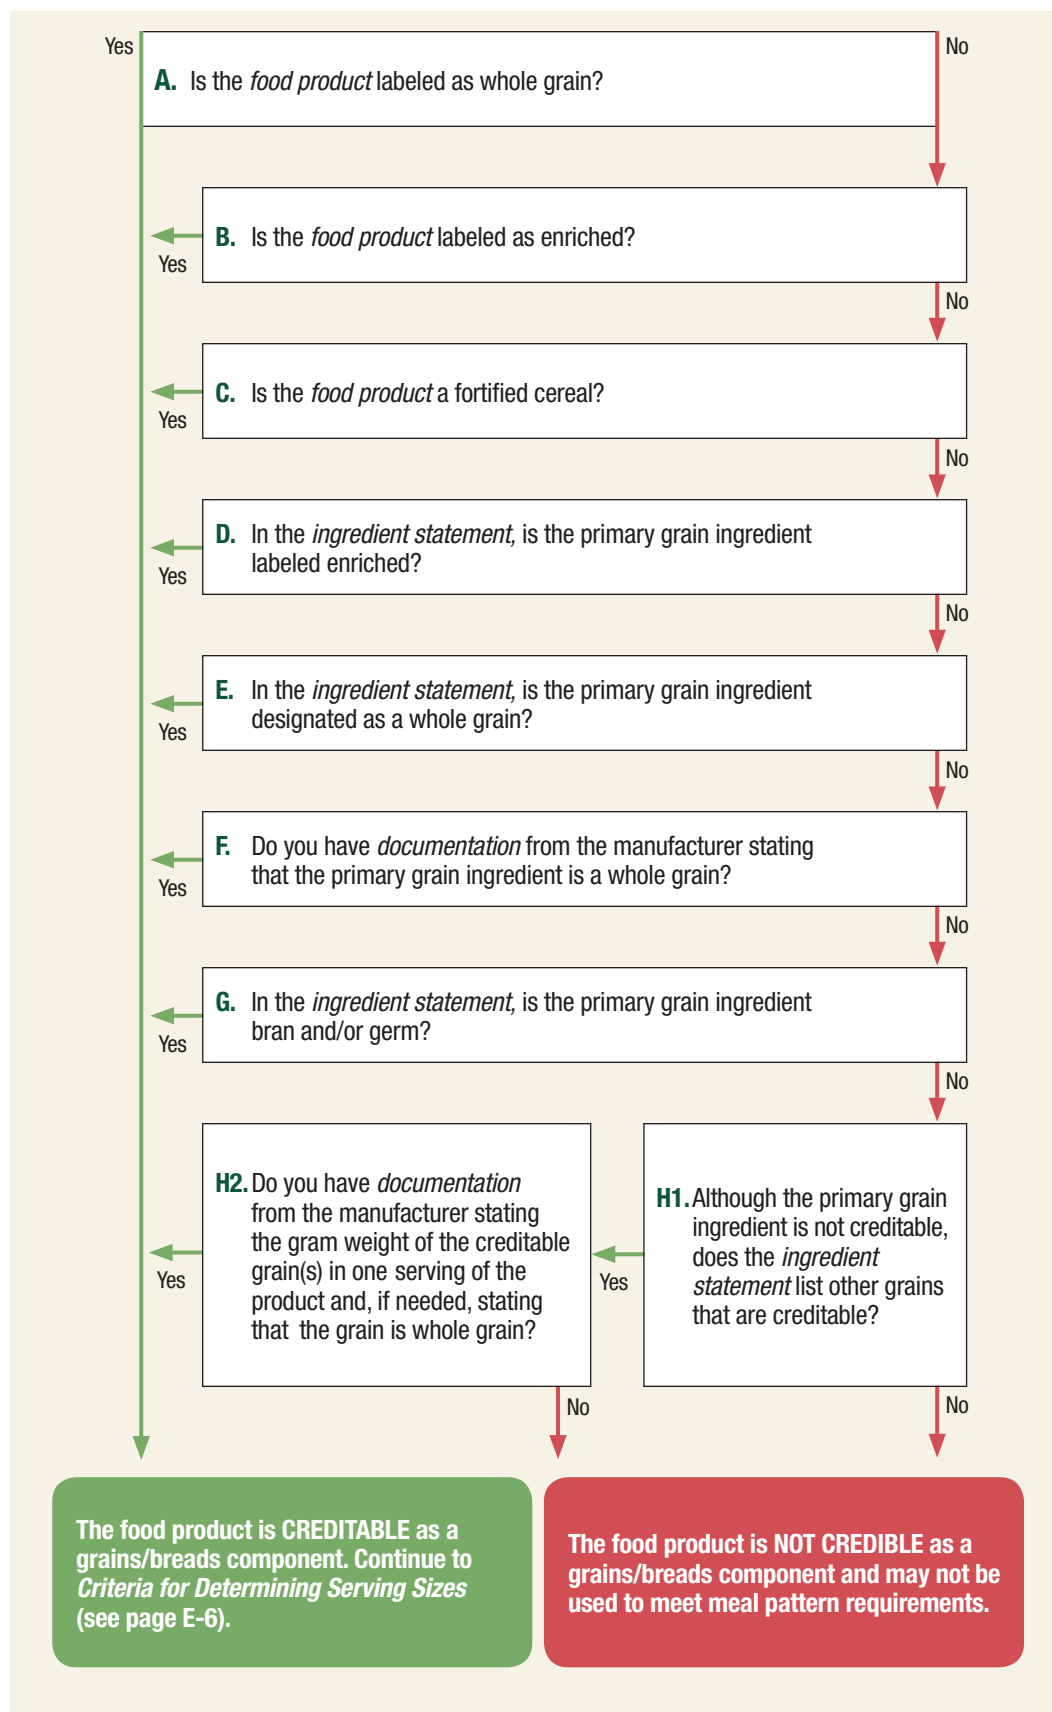 Yes
No
A. Is the food product labeled as whole grain?
B. Is the food product labeled as enriched?
Yes
No
C. Is the food product a fortified cereal?
Yes
No
D. In the ingredient statement, is the primary grain ingredient
labeled enriched?
Yes
No
E. In the ingredient statement, is the primary grain ingredient
designated as a whole grain?
Yes
No
F. Do you have documentation from the manufacturer stating
that the primary grain ingredient is a whole grain?
Yes
No
G. In the ingredient statement, is the primary grain ingredient
bran and/or germ?
Yes
No
H1. Although the primary grain
ingredient is not creditable,
does the ingredient
statement list other grains
that are creditable?
Yes
No
H2. Do you have documentation
from the manufacturer stating
the gram weight of the creditable
grain(s) in one serving of the
product and, if needed, stating
that the grain is whole grain?
Yes
No
The food product is CREDITABLE as a
grains/breads component. Continue to
Criteria for Determining Serving Sizes
(see page E-6).
The food product is NOT CREDIBLE as a
grains/breads component and may not be
used to meet meal pattern requirements.